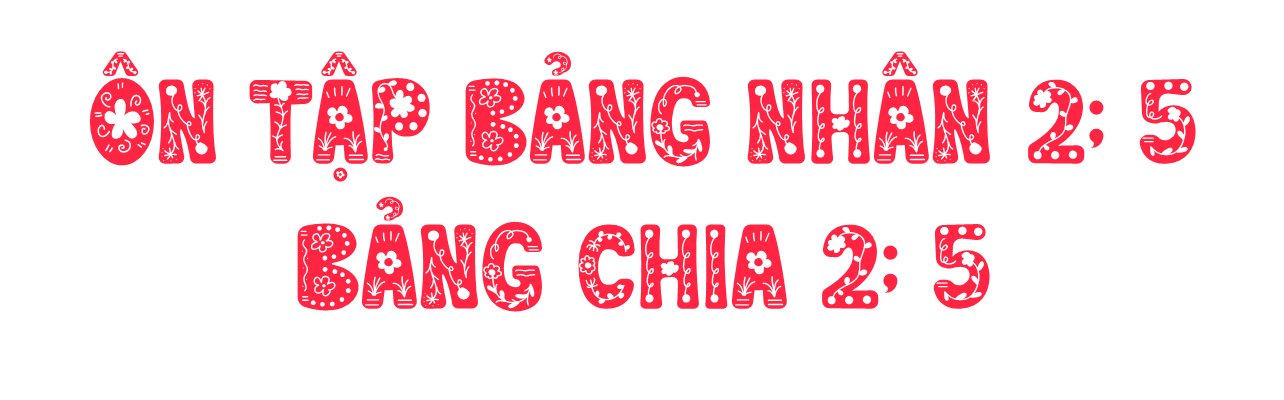 ÔN TẬP BẢNG NHÂN 2; 5
BẢNG CHIA 2; 5